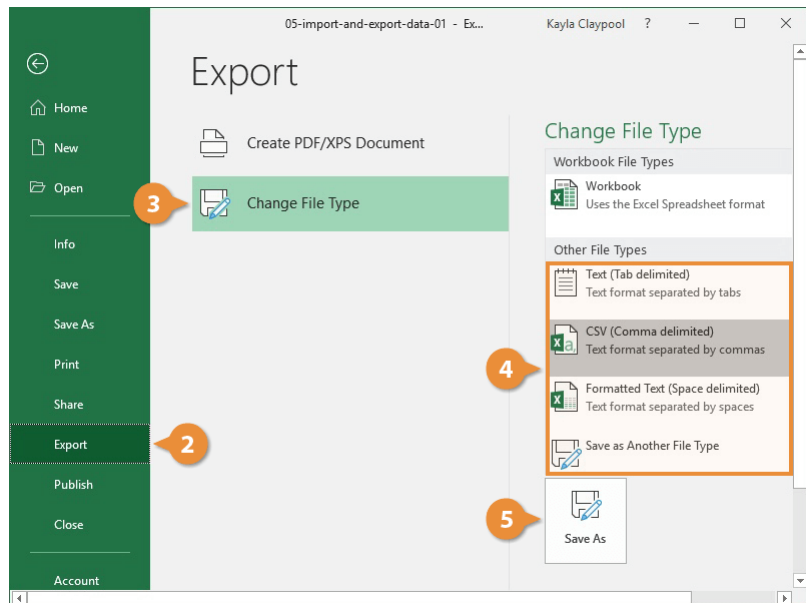 05-import-and-export-data-01 - Ex...
Kayla Claypool
?
Export
Home
New
Open
Info
Save
Save As
Print
Share
Export
Publish
Close
Account
2
Create PDF/XPS Document
3
Change File Type
Change File Type
Workbook File Types
Workbook
Uses the Excel Spreadsheet format
Other File Types
Text (Tab delimited)
Text format separated by tabs
CSV (Comma delimited)
Text format separated by commas
4
Formatted Text (Space delimited)
Text format separated by spaces
Save as Another File Type
5
Save As